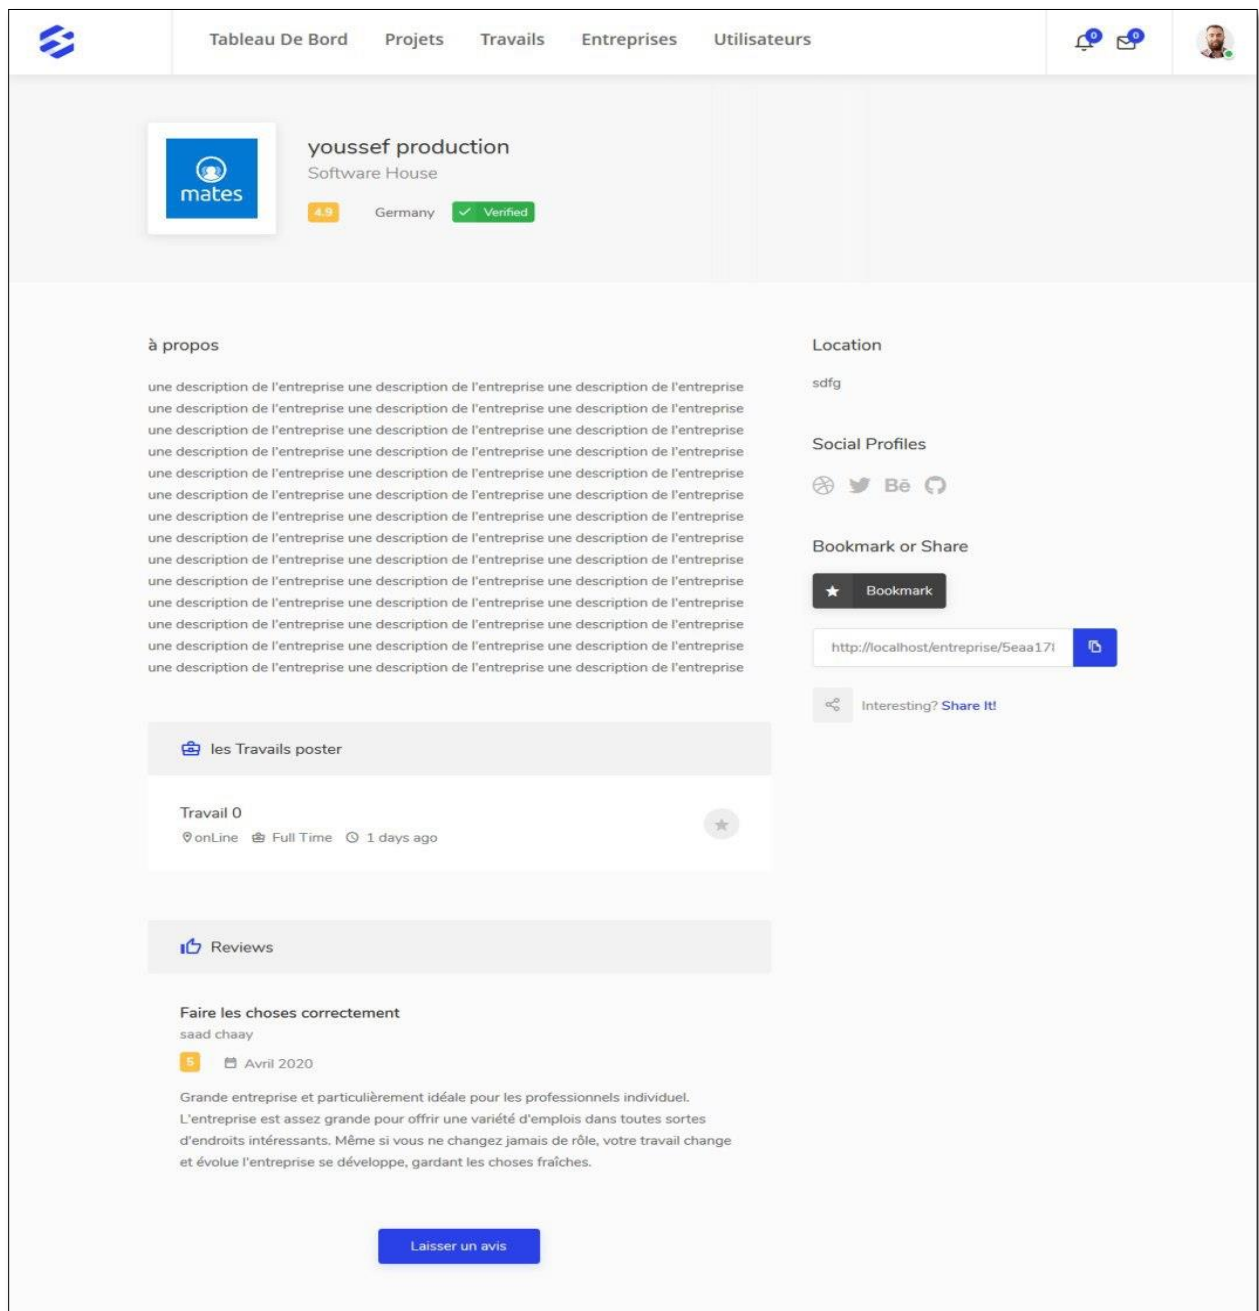 Tableau De Bord Projets Travails Entreprises Utilisateurs 0 0
mates
youssef production
Software House
4.9 Germany Verified
à propos
une description de l'entreprise une description de l'entreprise une description de l'entreprise
une description de l'entreprise une description de l'entreprise une description de l'entreprise
une description de l'entreprise une description de l'entreprise une description de l'entreprise
une description de l'entreprise une description de l'entreprise une description de l'entreprise
une description de l'entreprise une description de l'entreprise une description de l'entreprise
une description de l'entreprise une description de l'entreprise une description de l'entreprise
une description de l'entreprise une description de l'entreprise une description de l'entreprise
une description de l'entreprise une description de l'entreprise une description de l'entreprise
une description de l'entreprise une description de l'entreprise une description de l'entreprise
une description de l'entreprise une description de l'entreprise une description de l'entreprise
une description de l'entreprise une description de l'entreprise une description de l'entreprise
une description de l'entreprise une description de l'entreprise une description de l'entreprise
une description de l'entreprise une description de l'entreprise une description de l'entreprise
une description de l'entreprise une description de l'entreprise une description de l'entreprise
les Travails poster
Travail 0
onLine Full Time 1 days ago
Reviews
Faire les choses correctement
saad chaay
5 Avril 2020
Grande entreprise et particulièrement idéale pour les professionnels individuel.
L'entreprise est assez grande pour offrir une variété d'emplois dans toutes sortes
d'endroits intéressants. Même si vous ne changez jamais de rôle, votre travail change
et évolue l'entreprise se développe, gardant les choses fraîches.
Laisser un avis
Location
sdfg
Social Profiles
Bē
Bookmark or Share
Bookmark
http://localhost/entreprise/5eaa17
Interesting? Share It!